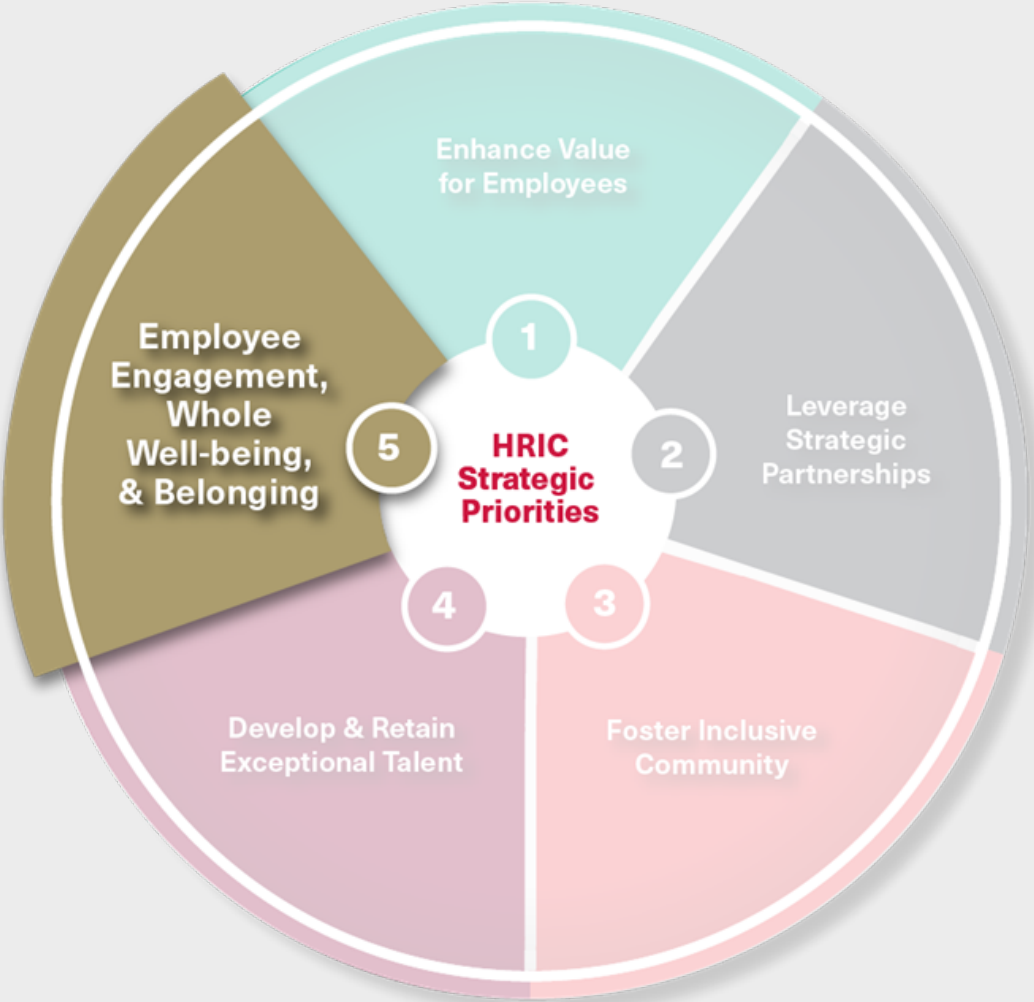 HRIC
Strategic
Priorities
1
Enhance Value
for Employees
2
Leverage
Strategic
Partnerships
3
Foster Inclusive
Community
4
Develop & Retain
Exceptional Talent
5
Employee
Engagement,
Whole
Well-being,
& Belonging